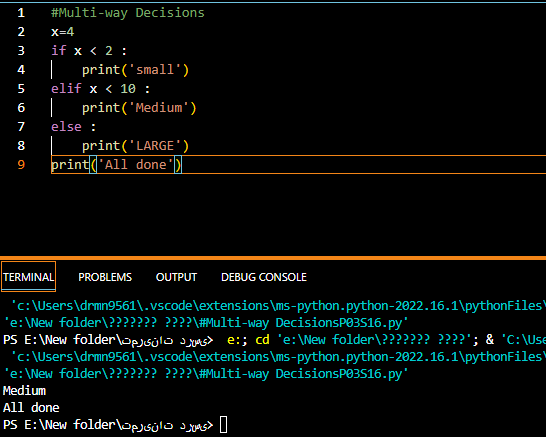 1 #Multi-way Decisions
2 x=4
3 if x < 2 :
4     print('small')
5 elif x < 10 :
6     print('Medium')
7 else :
8     print('LARGE')
9 print('All done')
TERMINAL PROBLEMS OUTPUT DEBUG CONSOLE
'c:\Users\drmn9561\.vscode\extensions\ms-python.python-2022.16.1\pythonFiles\
'e:\New folder\??????? ????\#Multi-way DecisionsP03S16.py'
PS E:\New folder\تمرینات درسی> e:; cd 'e:\New folder\??????? ????'; & 'C:\Use
'c:\Users\drmn9561\.vscode\extensions\ms-python.python-2022.16.1\pythonFiles\
'e:\New folder\??????? ????\#Multi-way DecisionsP03S16.py'
Medium
All done
PS E:\New folder\تمرینات درسی>